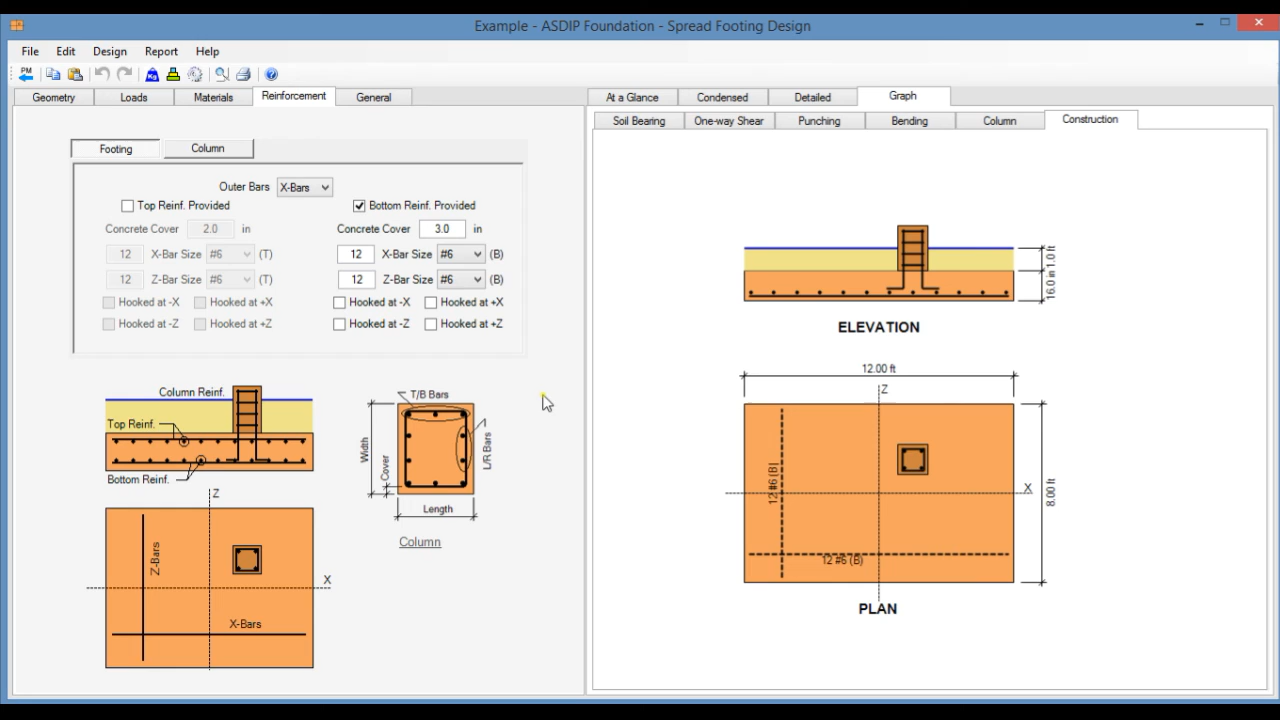 Example - ASDIP Foundation - Spread Footing Design
File Edit Design Report Help
PM Kip
Geometry Loads Materials Reinforcement General
Footing Column
Outer Bars X-Bars
Top Reinf. Provided Bottom Reinf. Provided
Concrete Cover 2.0 in Concrete Cover 3.0 in
12 X-Bar Size #6 (T) 12 X-Bar Size #6 (B)
12 Z-Bar Size #6 (T) 12 Z-Bar Size #6 (B)
Hooked at -X Hooked at +X Hooked at -X Hooked at +X
Hooked at -Z Hooked at +Z Hooked at -Z Hooked at +Z
Column Reinf.
Top Reinf.
Bottom Reinf.
Z
Z-Bars
X
X-Bars
T/B Bars
Width
Cover
L/R Bars
Length
Column
At a Glance Condensed Detailed Graph
Soil Bearing One-way Shear Punching Bending Column Construction
16.0 in 1.0 ft
ELEVATION
12.00 ft
Z
12 #6 (B)
X
8.00 ft
12 #6 (B)
PLAN